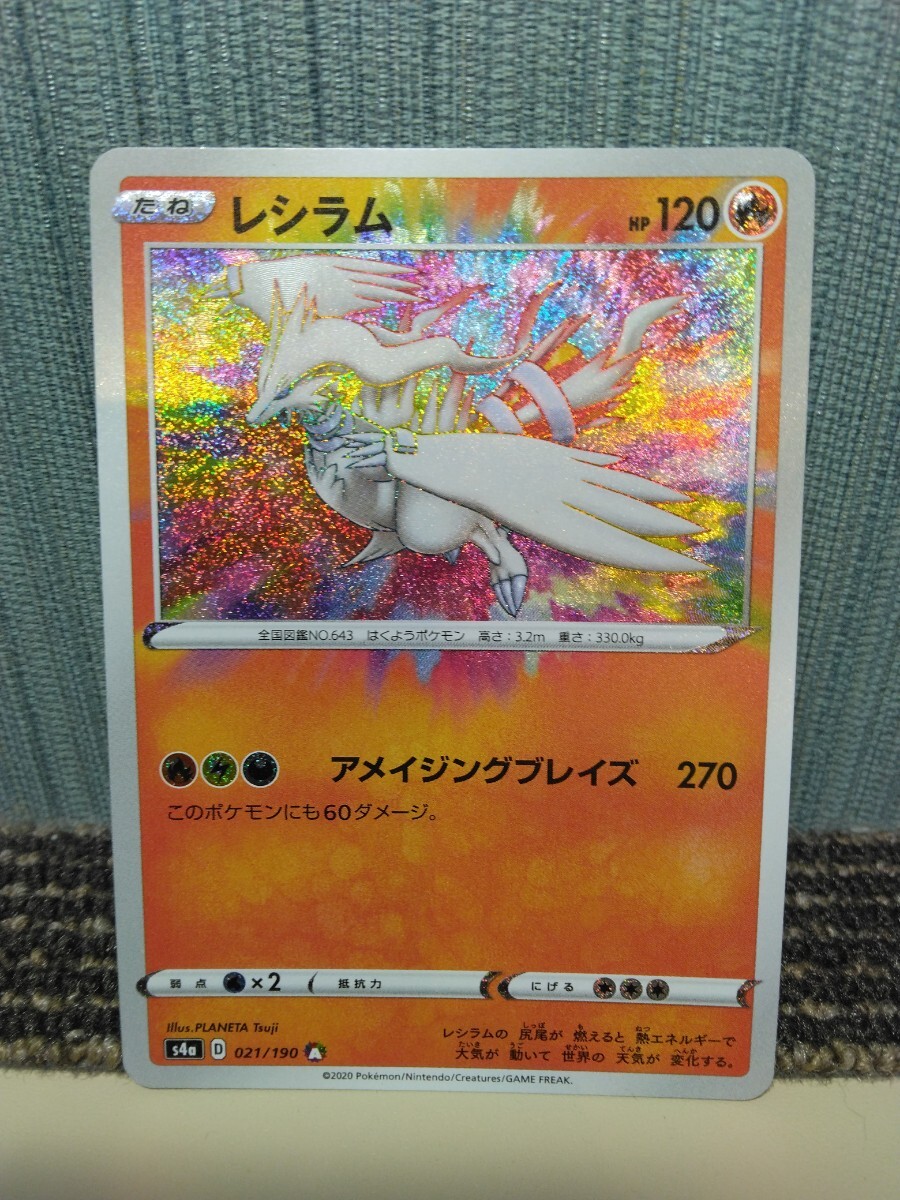 たね レシラム HP 120
全国図鑑NO.643 はくようポケモン 高さ:3.2m 重さ:330.0kg
アメイジングブレイズ 270
このポケモンにも60ダメージ。
弱点 ×2 抵抗力 にげる
Illus.PLANETA Tsuji
s4a D 021/190 A
レシラムの 尻尾が 燃えると 熱エネルギーで
大気が 動いて 世界の 天気が 変化する。
©2020 Pokémon/Nintendo/Creatures/GAME FREAK.